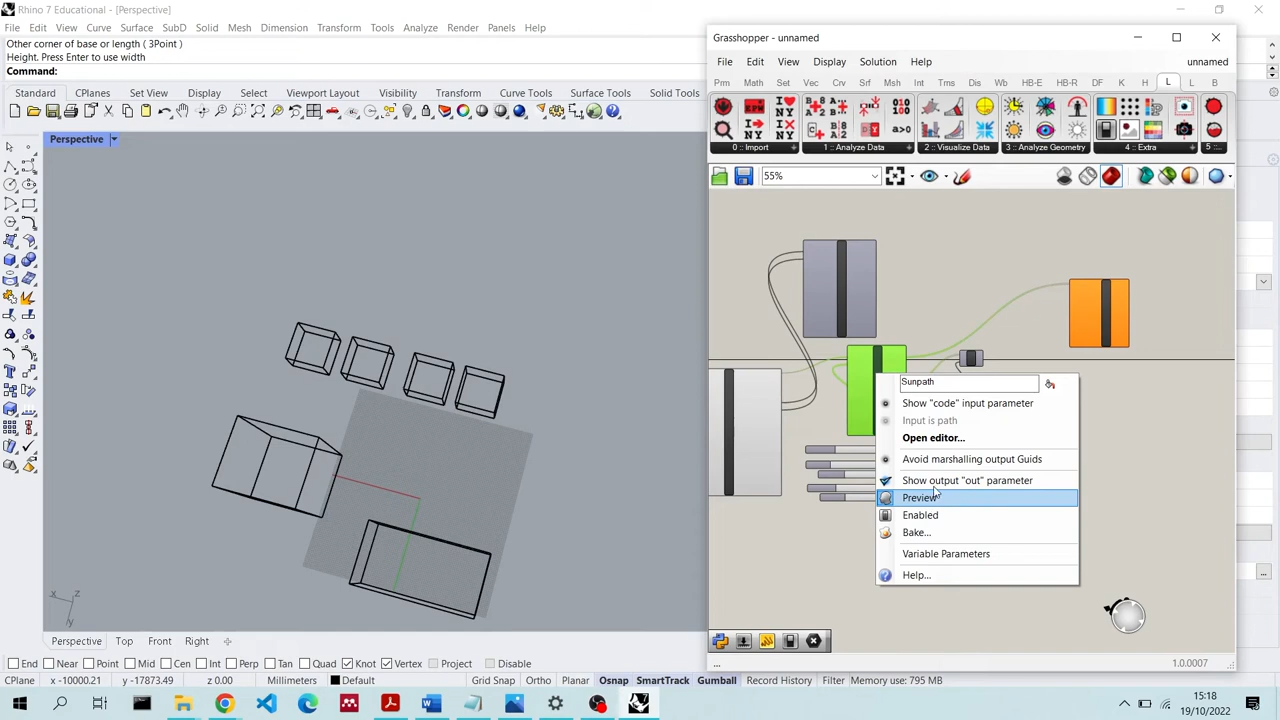 Rhino 7 Educational - [Perspective]
File Edit View Curve Surface SubD Solid Mesh Dimension Transform Tools Analyze Render Panels Help
Other corner of base or length ( 3Point )
Height. Press Enter to use width
Command:
Standard CPlanes Set View Display Select Viewport Layout Visibility Transform Curve Tools Surface Tools Solid Tools
Perspective
Grasshopper - unnamed
File Edit View Display Solution Help unnamed
Prm Math Set Vec Crv Srf Msh Int Trns Dis Wb HB-E HB-R DF K H L S B
0 :: Import 1 :: Analyze Data 2 :: Visualize Data 3 :: Analyze Geometry 4 :: Extra 5 ::
55%
Sunpath
Show "code" input parameter
Input is path
Open editor...
Avoid marshalling output Guids
Show output "out" parameter
Preview
Enabled
Bake...
Variable Parameters
Help...
z
x
y
... 1.0.0007
Perspective Top Front Right
End Near Point Mid Cen Int Perp Tan Quad Knot Vertex Project Disable
CPlane x -10000.21 y -17873.49 z 0.00 Millimeters Default Grid Snap Ortho Planar Osnap SmartTrack Gumball Record History Filter Memory use: 795 MB
15:18
19/10/2022